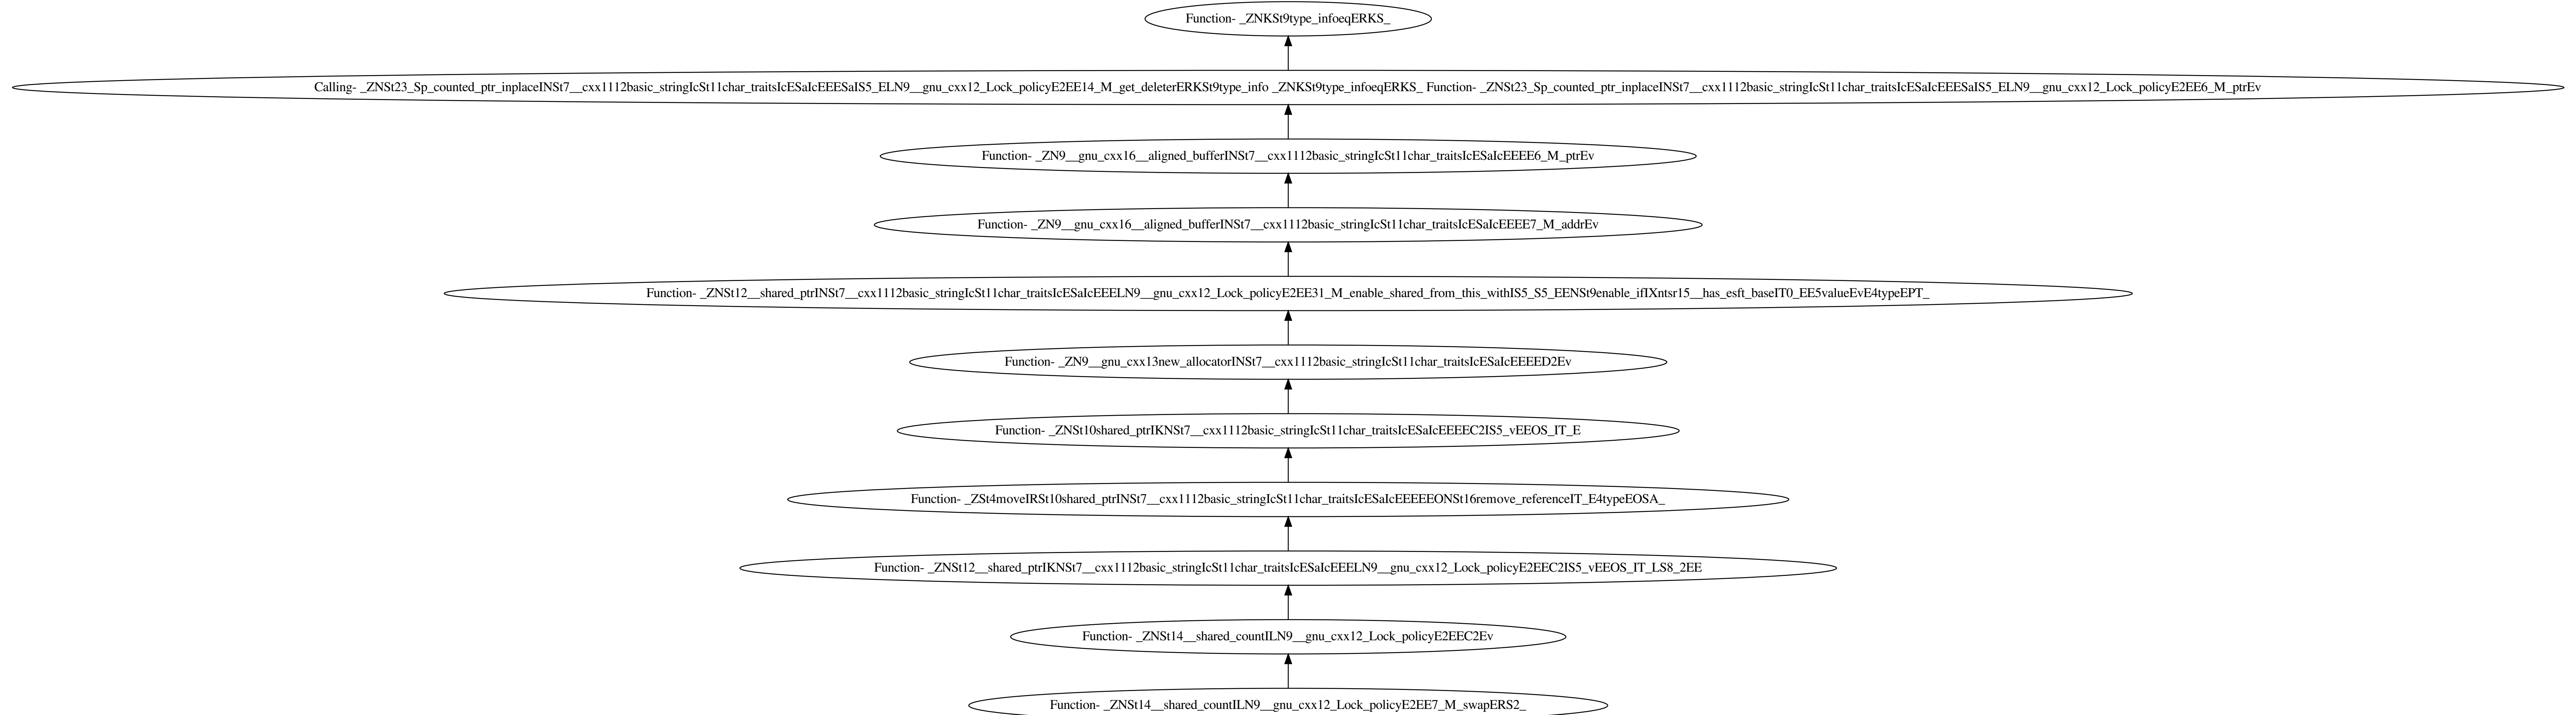 Function- _ZNKSt9type_infoeqERKS_
Calling- _ZNSt23_Sp_counted_ptr_inplaceINSt7__cxx1112basic_stringIcSt11char_traitsIcESaIcEEESaIS5_ELN9__gnu_cxx12_Lock_policyE2EE14_M_get_deleterERKSt9type_info _ZNKSt9type_infoeqERKS_ Function- _ZNSt23_Sp_counted_ptr_inplaceINSt7__cxx1112basic_stringIcSt11char_traitsIcESaIcEEESaIS5_ELN9__gnu_cxx12_Lock_policyE2EE6_M_ptrEv
Function- _ZN9__gnu_cxx16__aligned_bufferINSt7__cxx1112basic_stringIcSt11char_traitsIcESaIcEEEE6_M_ptrEv
Function- _ZN9__gnu_cxx16__aligned_bufferINSt7__cxx1112basic_stringIcSt11char_traitsIcESaIcEEEE7_M_addrEv
Function- _ZNSt12__shared_ptrINSt7__cxx1112basic_stringIcSt11char_traitsIcESaIcEEELN9__gnu_cxx12_Lock_policyE2EE31_M_enable_shared_from_this_withIS5_S5_EENSt9enable_ifIXntsr15__has_esft_baseIT0_EE5valueEvE4typeEPT_
Function- _ZN9__gnu_cxx13new_allocatorINSt7__cxx1112basic_stringIcSt11char_traitsIcESaIcEEEED2Ev
Function- _ZNSt10shared_ptrIKNSt7__cxx1112basic_stringIcSt11char_traitsIcESaIcEEEEC2IS5_vEEOS_IT_E
Function- _ZSt4moveIRSt10shared_ptrINSt7__cxx1112basic_stringIcSt11char_traitsIcESaIcEEEEEONSt16remove_referenceIT_E4typeEOSA_
Function- _ZNSt12__shared_ptrIKNSt7__cxx1112basic_stringIcSt11char_traitsIcESaIcEEELN9__gnu_cxx12_Lock_policyE2EEC2IS5_vEEOS_IT_LS8_2EE
Function- _ZNSt14__shared_countILN9__gnu_cxx12_Lock_policyE2EEC2Ev
Function- _ZNSt14__shared_countILN9__gnu_cxx12_Lock_policyE2EE7_M_swapERS2_